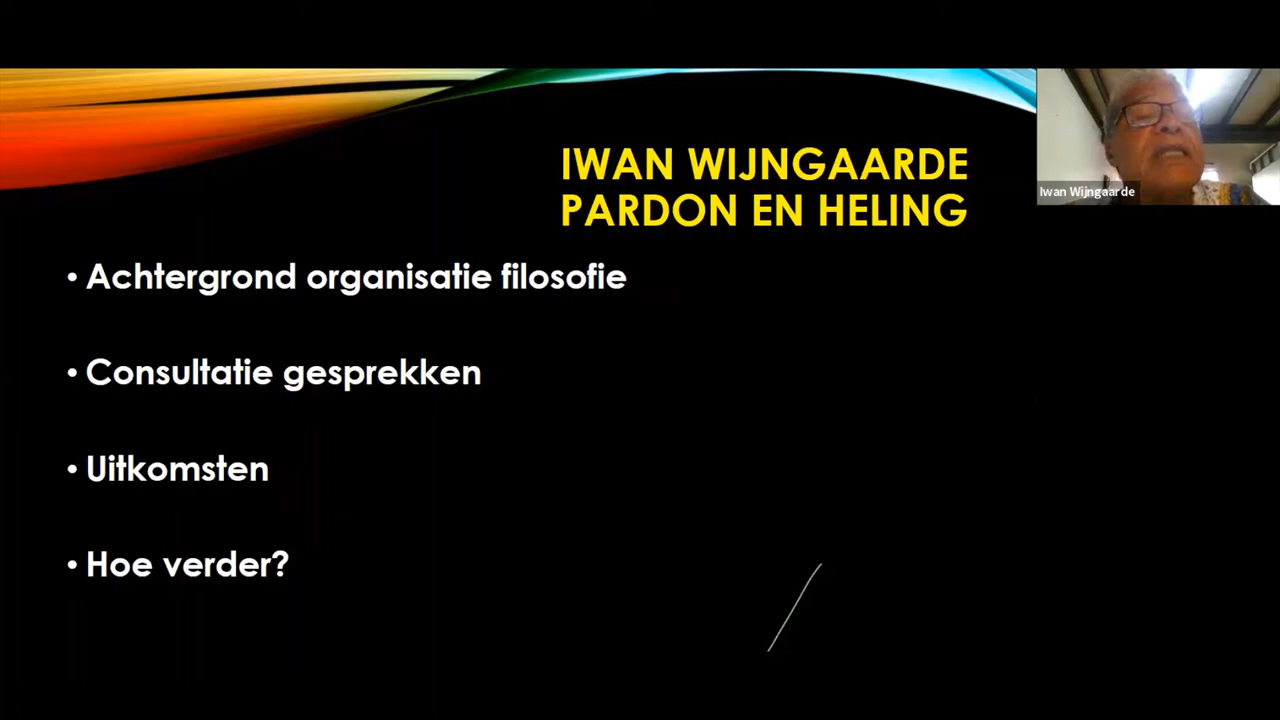 IWAN WIJNGAARDE
PARDON EN HELING
Iwan Wijngaarde
• Achtergrond organisatie filosofie
• Consultatie gesprekken
• Uitkomsten
• Hoe verder?